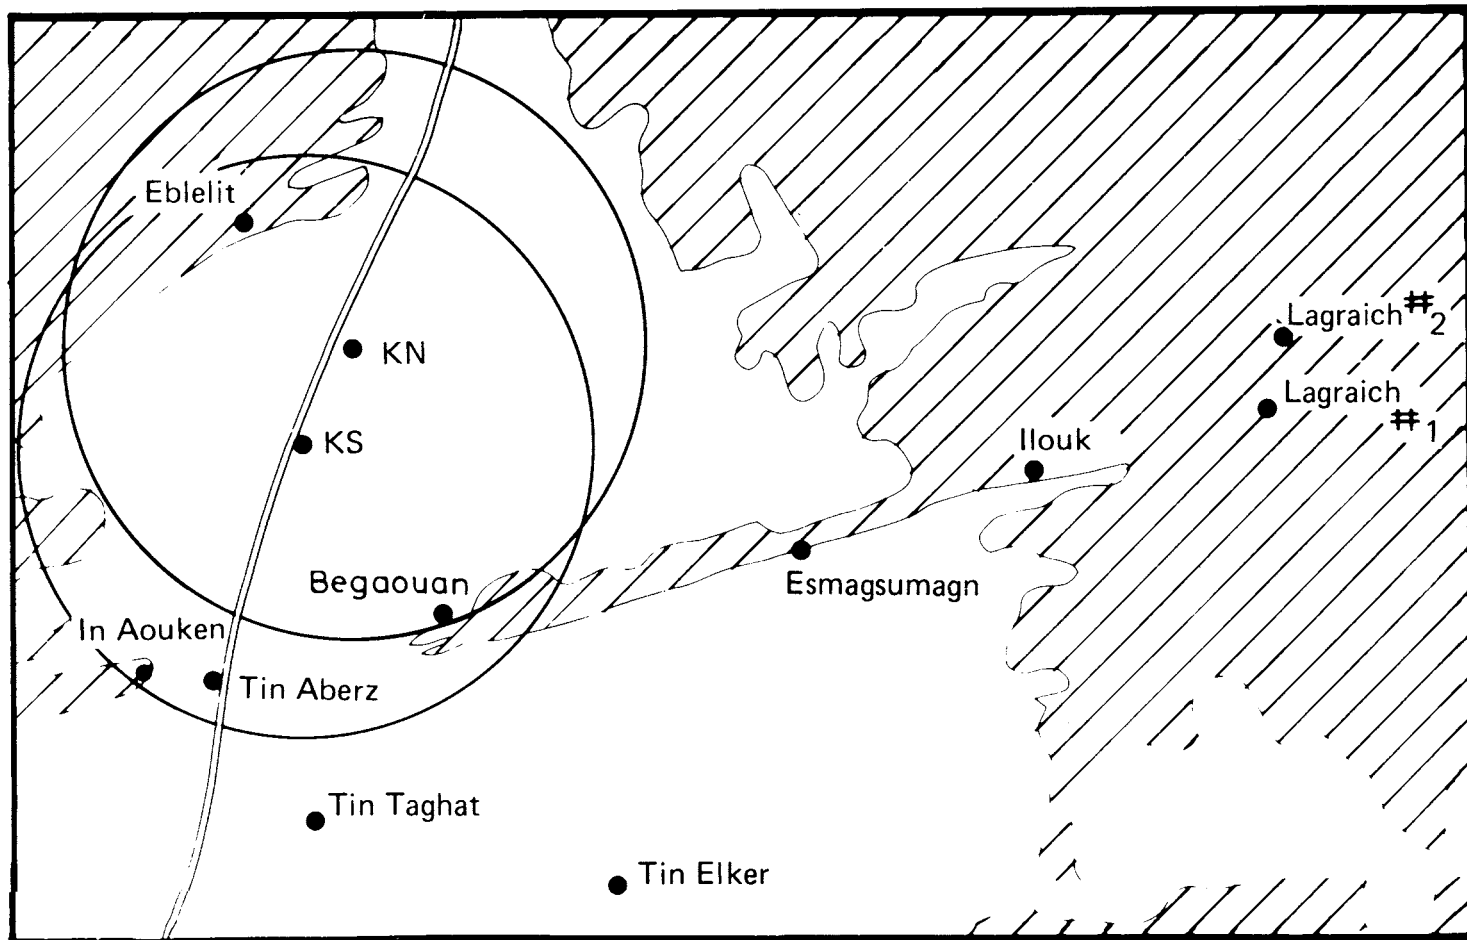 Eblelit
Lagraich #2
KN
Lagraich #1
KS
Ilouk
Begaouan
Esmagsumagn
In Aouken
Tin Aberz
Tin Taghat
Tin Elker